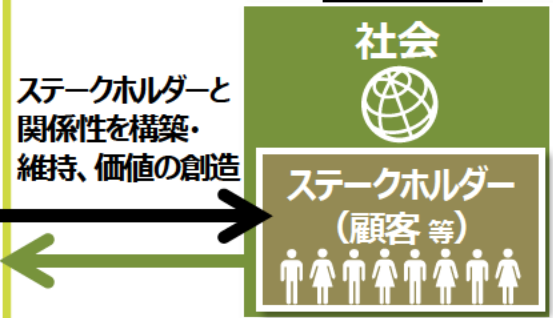 ステークホルダーと
関係性を構築・
維持、価値の創造
社会
ステークホルダー
（顧客 等）